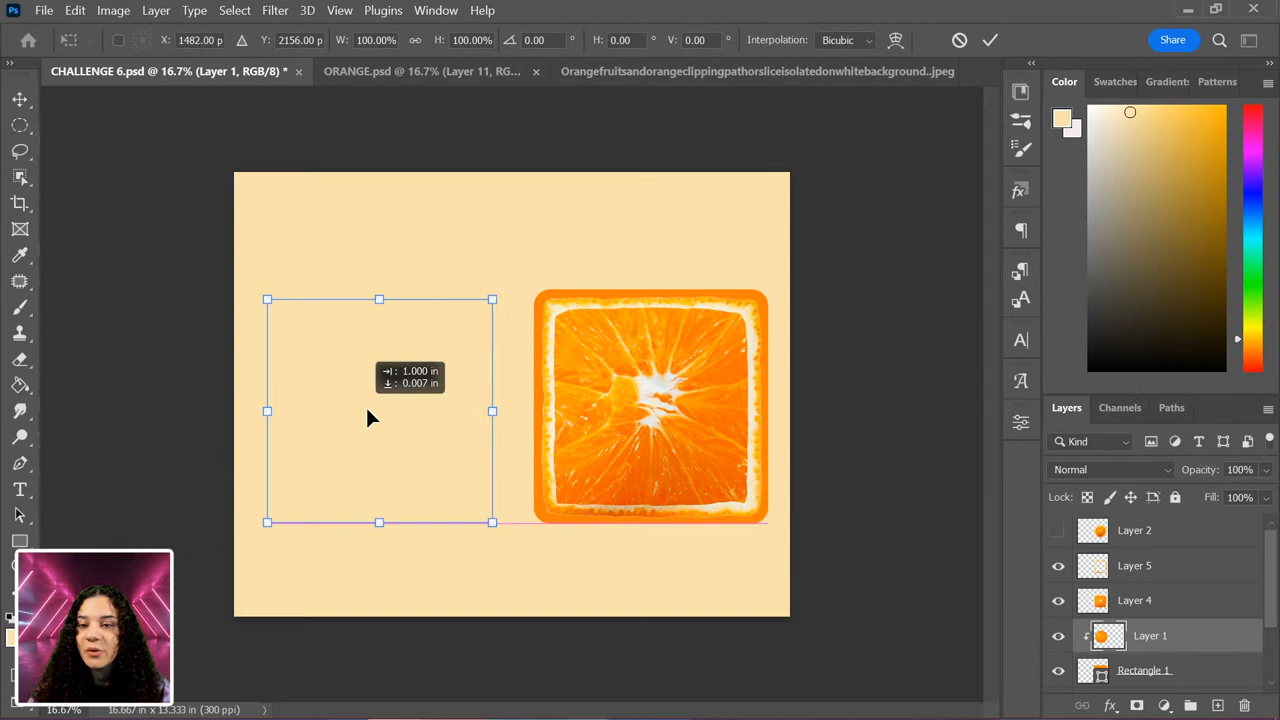 Ps File Edit Image Layer Type Select Filter 3D View Plugins Window Help
X: 1482.00 p Y: 2156.00 p W: 100.00% H: 100.00% 0.00 ° H: 0.00 ° V: 0.00 ° Interpolation: Bicubic Share
CHALLENGE 6.psd @ 16.7% (Layer 1, RGB/8) * × ORANGE.psd @ 16.7% (Layer 11, RG... × Orangefruitsandorangeclippingpathorsliceisolatedonwhitebackground..jpeg
Color Swatches Gradient: Patterns
1.000 in
0.007 in
Layers Channels Paths
Kind
Normal Opacity: 100%
Lock: Fill: 100%
Layer 2
Layer 5
Layer 4
Layer 1
Rectangle 1
16.67% 16.667 in x 13.333 in (300 ppi)